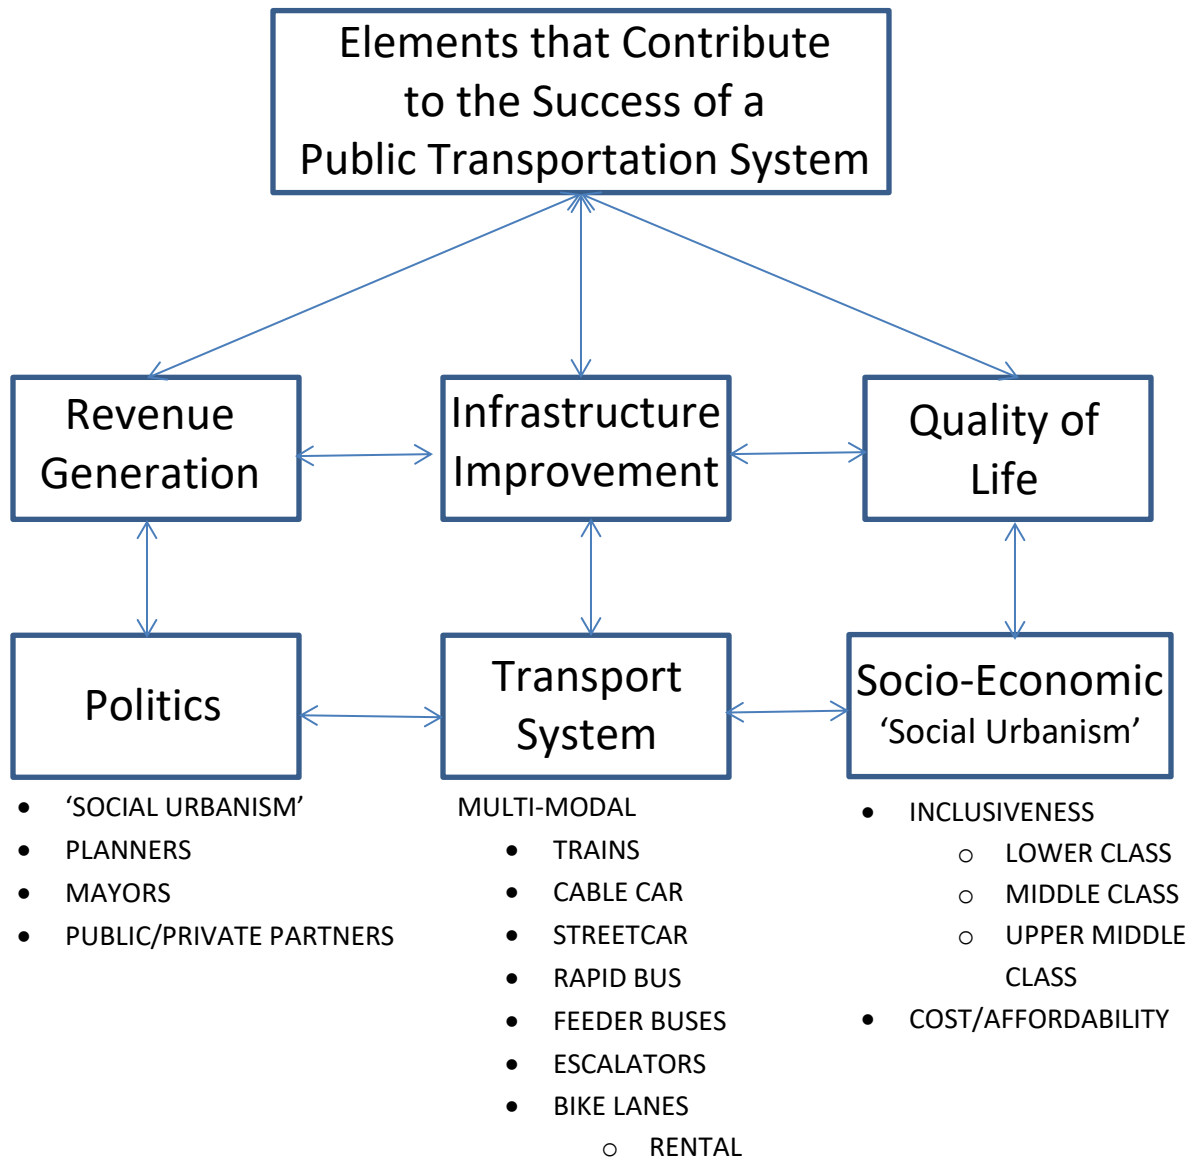 Elements that Contribute
to the Success of a
Public Transportation System
Revenue
Generation
Infrastructure
Improvement
Quality of
Life
Politics
Transport
System
Socio-Economic
‘Social Urbanism’
• ‘SOCIAL URBANISM’
• PLANNERS
• MAYORS
• PUBLIC/PRIVATE PARTNERS
MULTI-MODAL
• TRAINS
• CABLE CAR
• STREETCAR
• RAPID BUS
• FEEDER BUSES
• ESCALATORS
• BIKE LANES
o RENTAL
• INCLUSIVENESS
o LOWER CLASS
o MIDDLE CLASS
o UPPER MIDDLE
CLASS
• COST/AFFORDABILITY